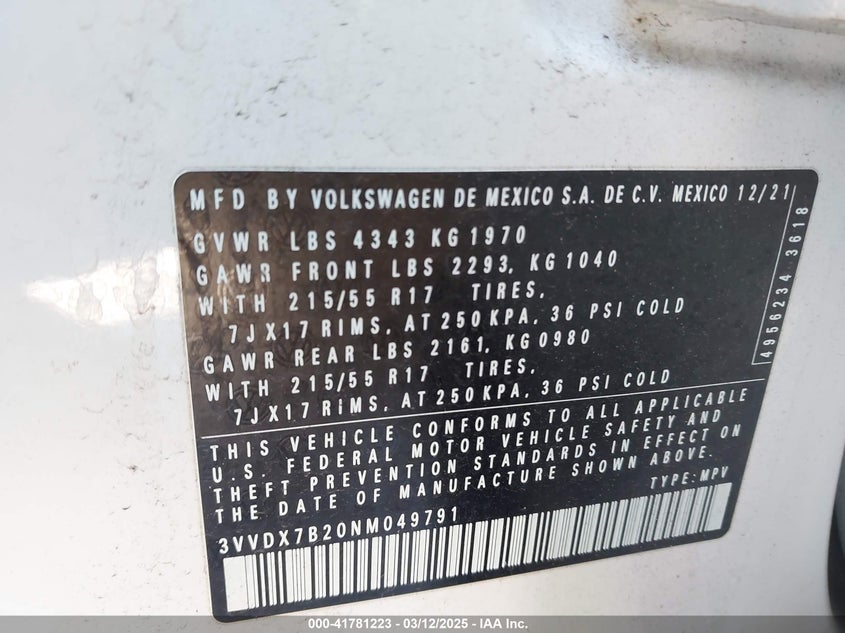 MFD BY VOLKSWAGEN DE MEXICO S.A. DE C.V. MEXICO 12/21
GVWR LBS 4343 KG 1970
GAWR FRONT LBS 2293, KG 1040
WITH 215/55 R17 TIRES,
7JX17 RIMS, AT 250 KPA, 36 PSI COLD
GAWR REAR LBS 2161, KG 0980
WITH 215/55 R17 TIRES,
7JX17 RIMS, AT 250 KPA, 36 PSI COLD
4956234 3618
THIS VEHICLE CONFORMS TO ALL APPLICABLE
U.S. FEDERAL MOTOR VEHICLE SAFETY AND
THEFT PREVENTION STANDARDS IN EFFECT ON
THE DATE OF MANUFACTURE SHOWN ABOVE.
TYPE: MPV
3VVDX7B20NM049791
000-41781223 - 03/12/2025 - IAA Inc.